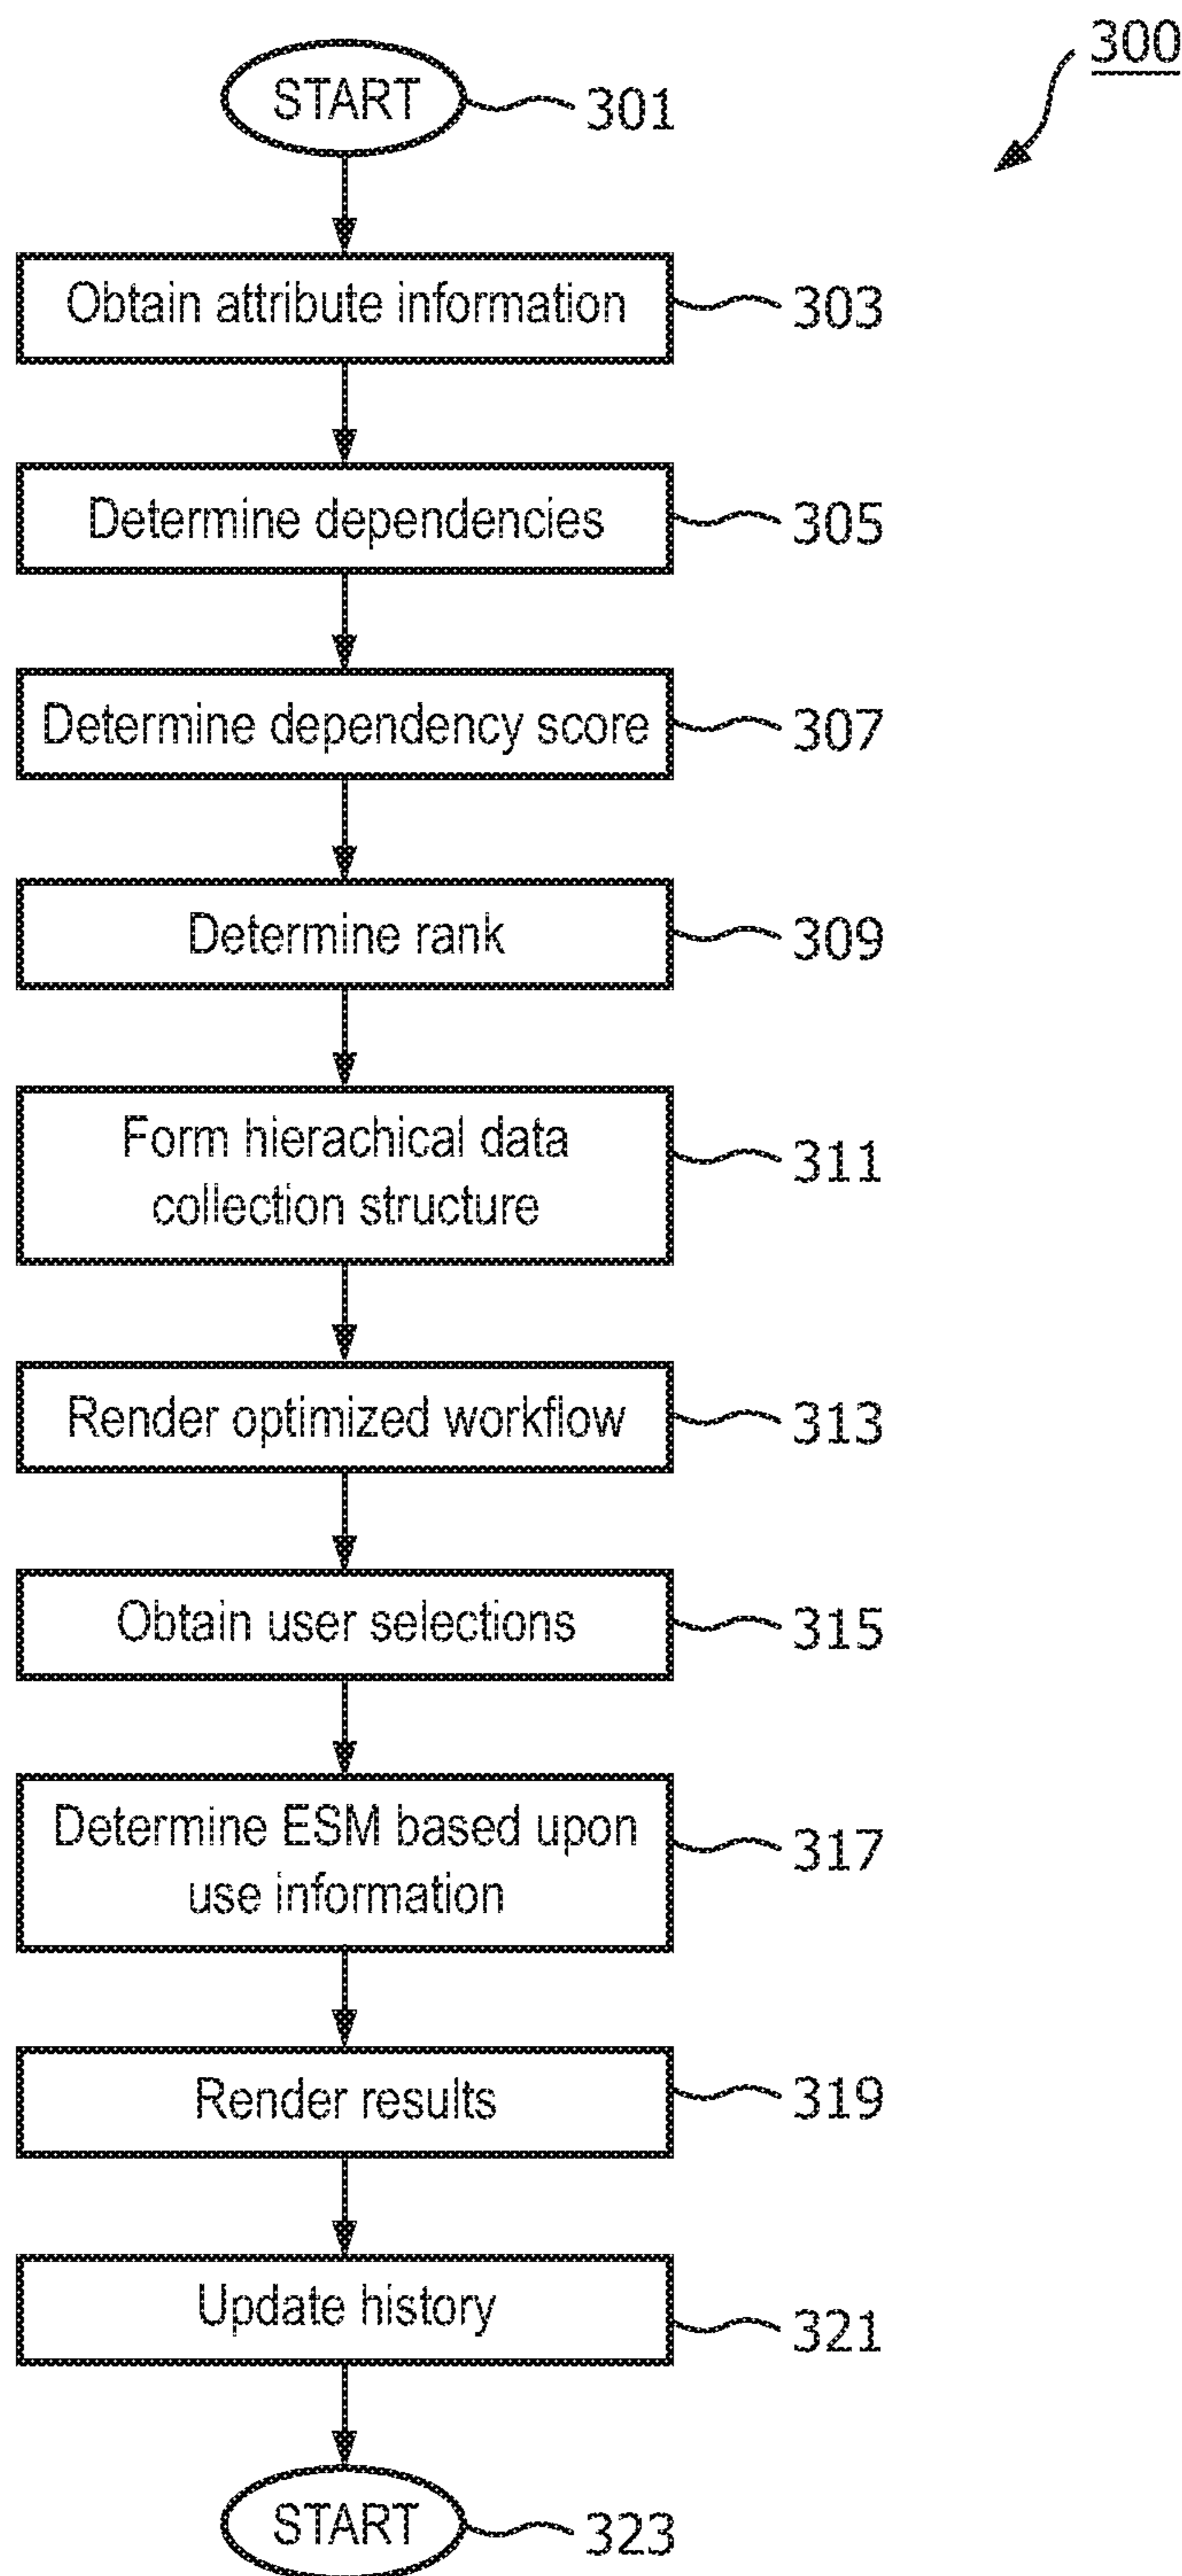 300
START
301
Obtain attribute information
303
Determine dependencies
305
Determine dependency score
307
Determine rank
309
Form hierachical data
collection structure
311
Render optimized workflow
313
Obtain user selections
315
Determine ESM based upon
use information
317
Render results
319
Update history
321
START
323